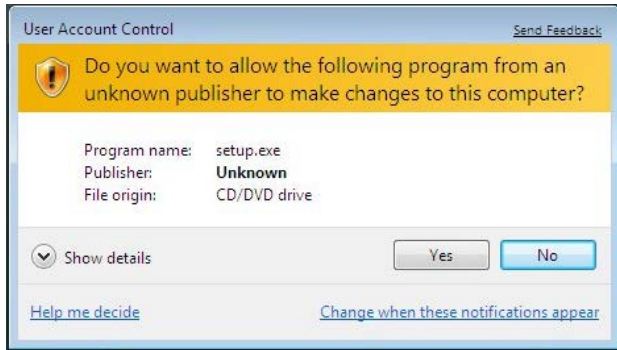 User Account Control Send Feedback
Do you want to allow the following program from an
unknown publisher to make changes to this computer?
Program name: setup.exe
Publisher: Unknown
File origin: CD/DVD drive
Show details Yes No
Help me decide Change when these notifications appear